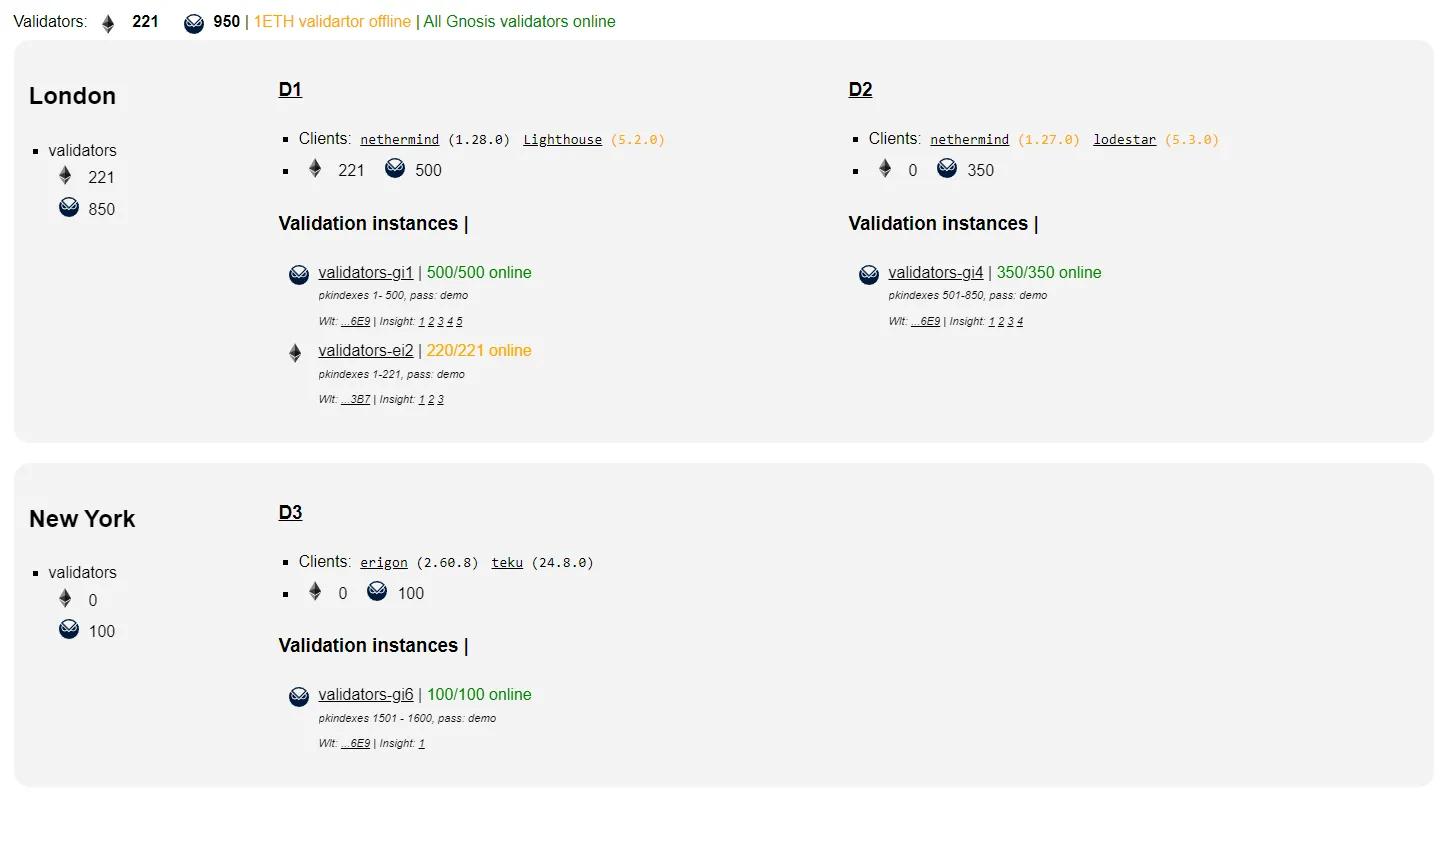 Validators: 221 950 | 1ETH validartor offline | All Gnosis validators online
London
validators
221
850
D1
Clients: nethermind (1.28.0) Lighthouse (5.2.0)
221 500
Validation instances |
validators-gi1 | 500/500 online
pkindexes 1- 500, pass: demo
Wlt: ...6E9 | Insight: 1 2 3 4 5
validators-ei2 | 220/221 online
pkindexes 1-221, pass: demo
Wlt: ...3B7 | Insight: 1 2 3
D2
Clients: nethermind (1.27.0) lodestar (5.3.0)
0 350
Validation instances |
validators-gi4 | 350/350 online
pkindexes 501-850, pass: demo
Wlt: ...6E9 | Insight: 1 2 3 4
New York
validators
0
100
D3
Clients: erigon (2.60.8) teku (24.8.0)
0 100
Validation instances |
validators-gi6 | 100/100 online
pkindexes 1501 - 1600, pass: demo
Wlt: ...6E9 | Insight: 1